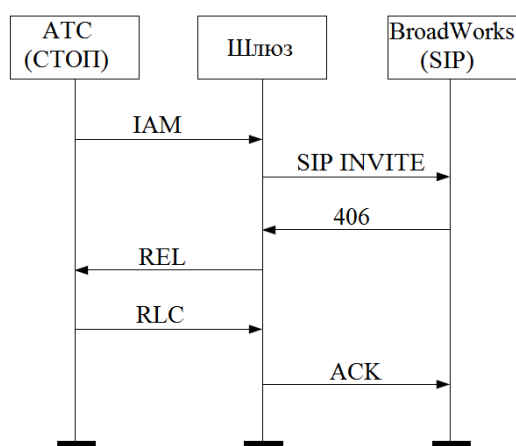 АТС
(СТОП)
Шлюз
BroadWorks
(SIP)
IAM
SIP INVITE
406
REL
RLC
ACK